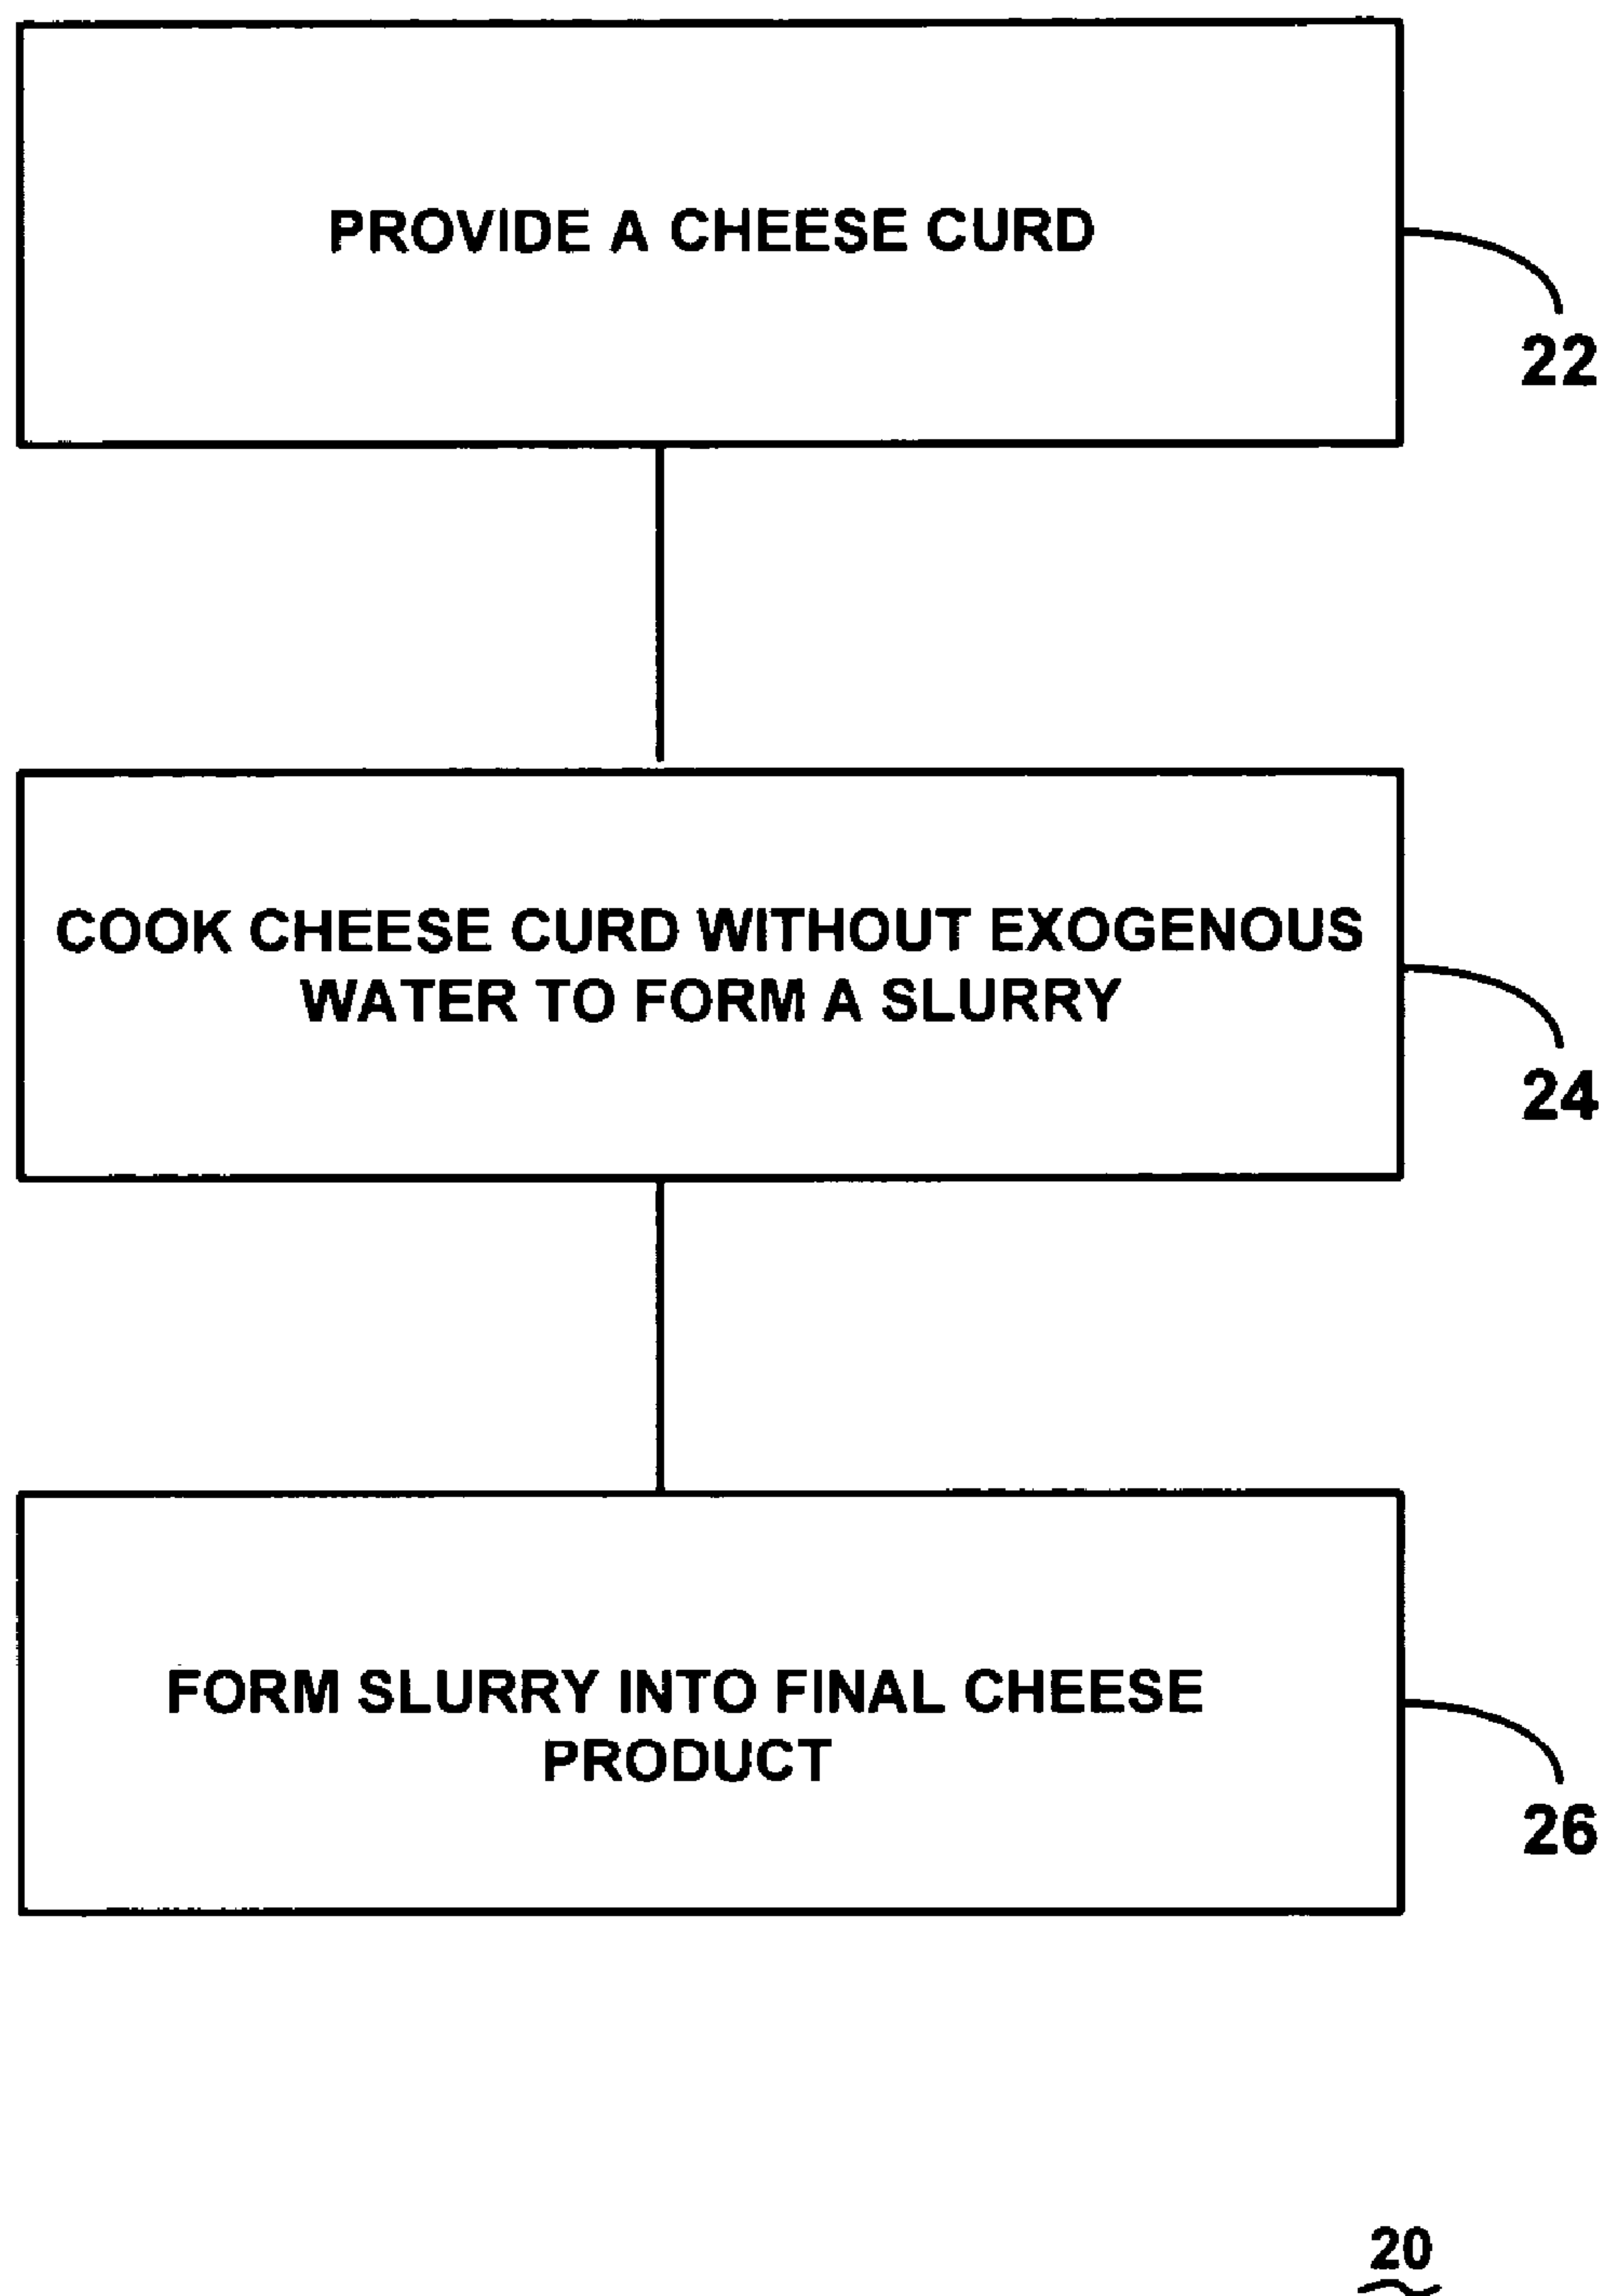 PROVIDE A CHEESE CURD
22
COOK CHEESE CURD WITHOUT EXOGENOUS
WATER TO FORM A SLURRY
24
FORM SLURRY INTO FINAL CHEESE
PRODUCT
26
20